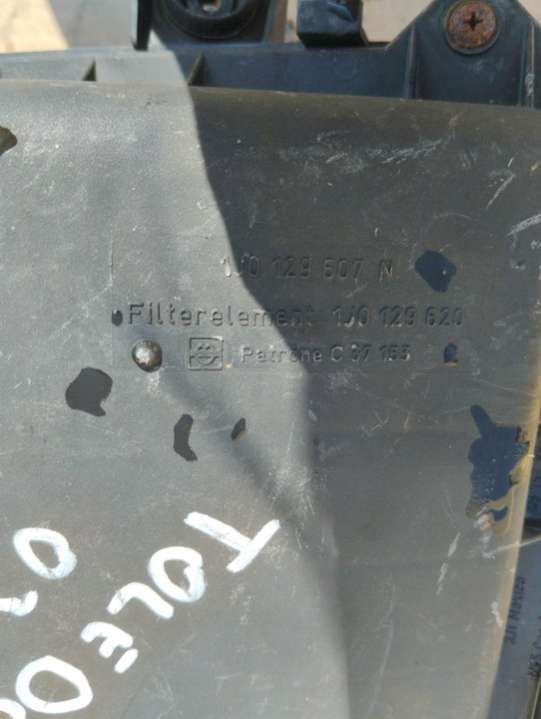 1J0 129 607 N
Filterelement 1J0 129 620
Patrone C 37 153
TOLEDO